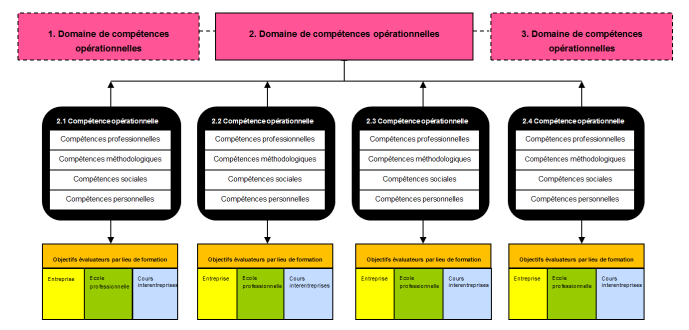 1. Domaine de compétences
opérationnelles
2. Domaine de compétences opérationnelles
3. Domaine de compétences
opérationnelles
2.1 Compétence opérationnelle
Compétences professionnelles
Compétences méthodologiques
Compétences sociales
Compétences personnelles
2.2 Compétence opérationnelle
Compétences professionnelles
Compétences méthodologiques
Compétences sociales
Compétences personnelles
2.3 Compétence opérationnelle
Compétences professionnelles
Compétences méthodologiques
Compétences sociales
Compétences personnelles
2.4 Compétence opérationnelle
Compétences professionnelles
Compétences méthodologiques
Compétences sociales
Compétences personnelles
Objectifs évaluateurs par lieu de formation
Entreprise
Ecole
professionnelle
Cours
interentreprises
Objectifs évaluateurs par lieu de formation
Entreprise
Ecole
professionnelle
Cours
interentreprises
Objectifs évaluateurs par lieu de formation
Entreprise
Ecole
professionnelle
Cours
interentreprises
Objectifs évaluateurs par lieu de formation
Entreprise
Ecole
professionnelle
Cours
interentreprises